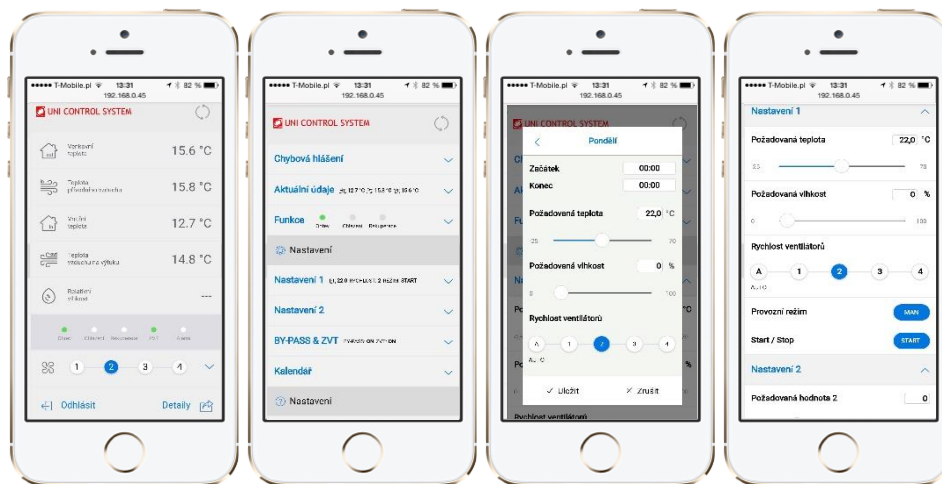 T-Mobile.pl 13:31 82 %
192.168.0.45
UNI CONTROL SYSTEM
Venkovní
teplota
15.6 °C
Teplota
15.8 °C
Vnitřní
teplota
12.7 °C
Teplota
vzduchu na výfuku
14.8 °C
Relativní
vlhkost
---
1 2 3 4
Odhlásit Detaily
T-Mobile.pl 13:31 82 %
192.168.0.45
UNI CONTROL SYSTEM
Chybová hlášení
Aktuální údaje
Funkce
Nastavení
Nastavení 1
Nastavení 2
BY-PASS & ZVT
Kalendář
Nastavení
T-Mobile.pl 13:31 82 %
192.168.0.45
UNI CONTROL SYSTEM
Pondělí
Začátek 00:00
Konec 00:00
Požadovaná teplota 22,0 °C
70
Požadovaná vlhkost 0 %
0 100
Rychlost ventilátorů
A 1 2 3 4
AUTO
Uložit Zrušit
Rychlost ventilátorů
T-Mobile.pl 13:31 82 %
192.168.0.45
Nastavení 1
Požadovaná teplota 22,0 °C
Požadovaná vlhkost 0 %
0 100
Rychlost ventilátorů
A 1 2 3 4
AUTO
Provozní režim MAN
Start / Stop START
Nastavení 2
Požadovaná hodnota 2 0